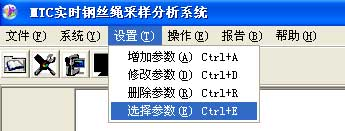 MTC实时钢丝绳采样分析系统
文件(F) 系统(Y) 设置(T) 操作(E) 报告(B) 帮助(H)
增加参数(A) Ctrl+A
修改参数(D) Ctrl+D
删除参数(R) Ctrl+R
选择参数(E) Ctrl+E